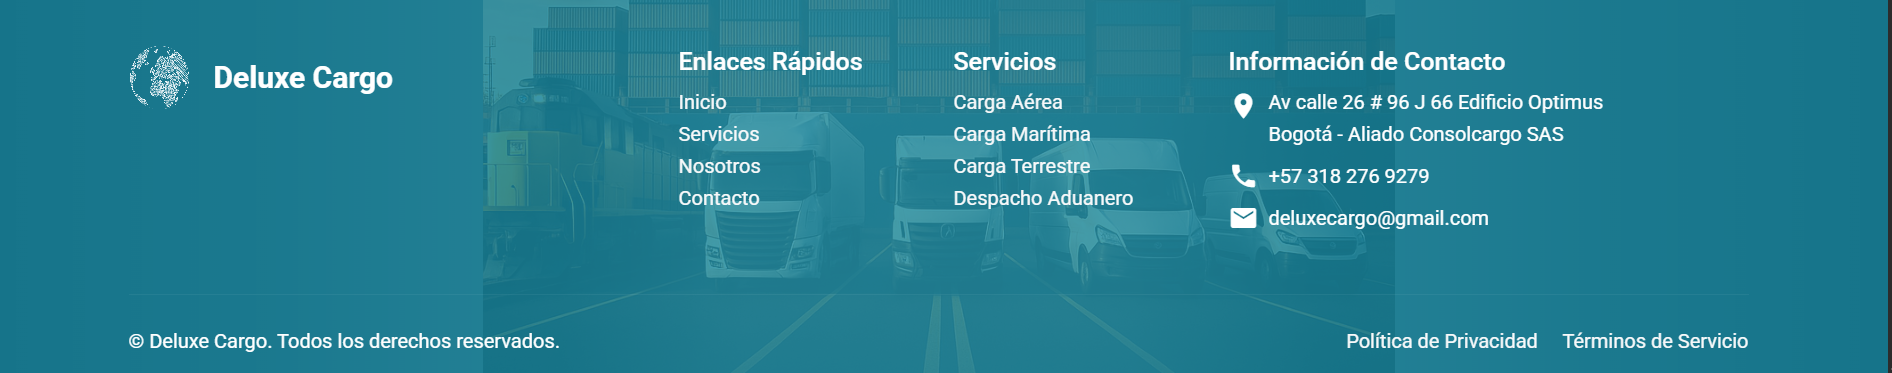 Deluxe Cargo
Enlaces Rápidos
Inicio
Servicios
Nosotros
Contacto
Servicios
Carga Aérea
Carga Marítima
Carga Terrestre
Despacho Aduanero
Información de Contacto
Av calle 26 # 96 J 66 Edificio Optimus
Bogotá - Aliado Consolcargo SAS
+57 318 276 9279
deluxecargo@gmail.com
© Deluxe Cargo. Todos los derechos reservados.
Política de Privacidad
Términos de Servicio